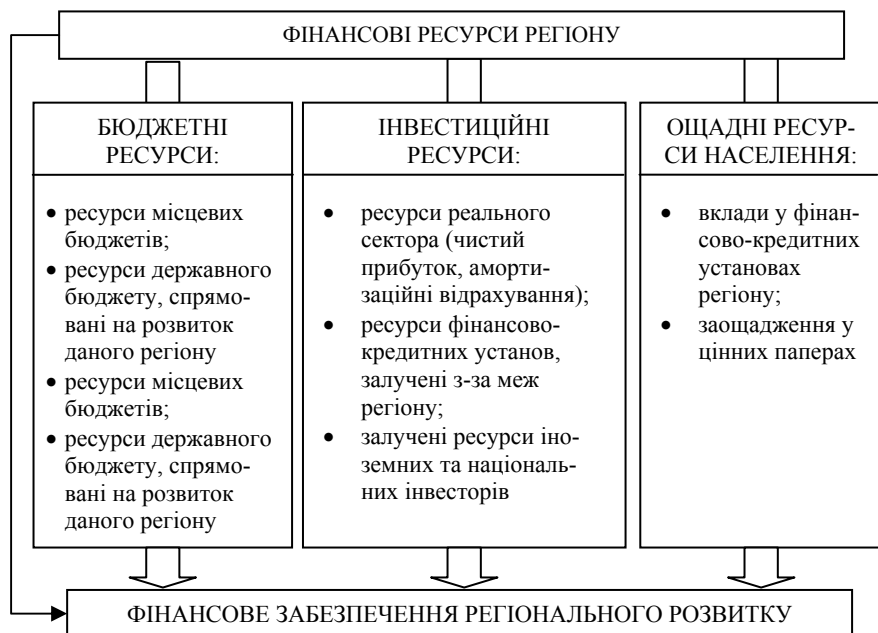 ФІНАНСОВІ РЕСУРСИ РЕГІОНУ
БЮДЖЕТНІ
РЕСУРСИ:
• ресурси місцевих
бюджетів;
• ресурси державного
бюджету, спрямо-
вані на розвиток
даного регіону
• ресурси місцевих
бюджетів;
• ресурси державного
бюджету, спрямо-
вані на розвиток
даного регіону
ІНВЕСТИЦІЙНІ
РЕСУРСИ:
• ресурси реального
сектора (чистий
прибуток, аморти-
заційні відрахування);
• ресурси фінансово-
кредитних установ,
залучені з-за меж
регіону;
• залучені ресурси іно-
земних та національ-
них інвесторів
ОЩАДНІ РЕСУР-
СИ НАСЕЛЕННЯ:
• вклади у фінан-
сово-кредитних
установах
регіону;
• заощадження у
цінних паперах
ФІНАНСОВЕ ЗАБЕЗПЕЧЕННЯ РЕГІОНАЛЬНОГО РОЗВИТКУ